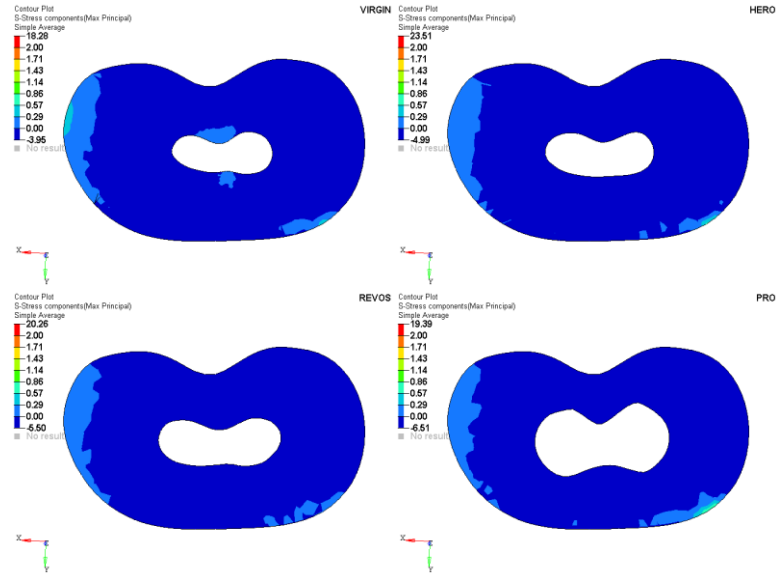 Contour Plot
S-Stress components(Max Principal)
Simple Average
18.28
2.00
1.71
1.43
1.14
0.86
0.57
0.29
0.00
-3.95
No result
VIRGIN
X
Y
Contour Plot
S-Stress components(Max Principal)
Simple Average
23.51
2.00
1.71
1.43
1.14
0.86
0.57
0.29
0.00
-4.99
No result
HERO
X
Y
Contour Plot
S-Stress components(Max Principal)
Simple Average
20.26
2.00
1.71
1.43
1.14
0.86
0.57
0.29
0.00
-5.50
No result
REVOS
X
Y
Contour Plot
S-Stress components(Max Principal)
Simple Average
19.39
2.00
1.71
1.43
1.14
0.86
0.57
0.29
0.00
-6.51
No result
PRO
X
Y